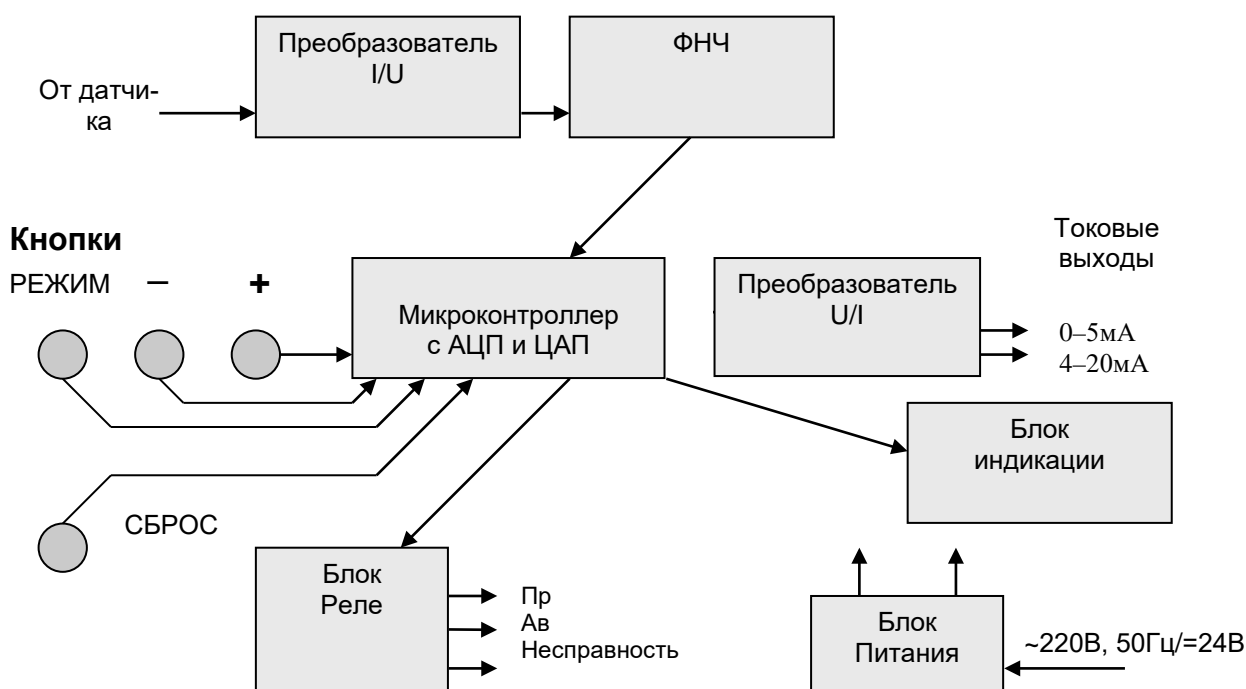 Преобразователь
I/U
ФНЧ
От датчи-
ка
Кнопки
РЕЖИМ – +
Микроконтроллер
с АЦП и ЦАП
Преобразователь
U/I
Токовые
выходы
0–5мА
4–20мА
Блок
индикации
СБРОС
Блок
Реле
Пр
Ав
Несправность
Блок
Питания
~220В, 50Гц/=24В